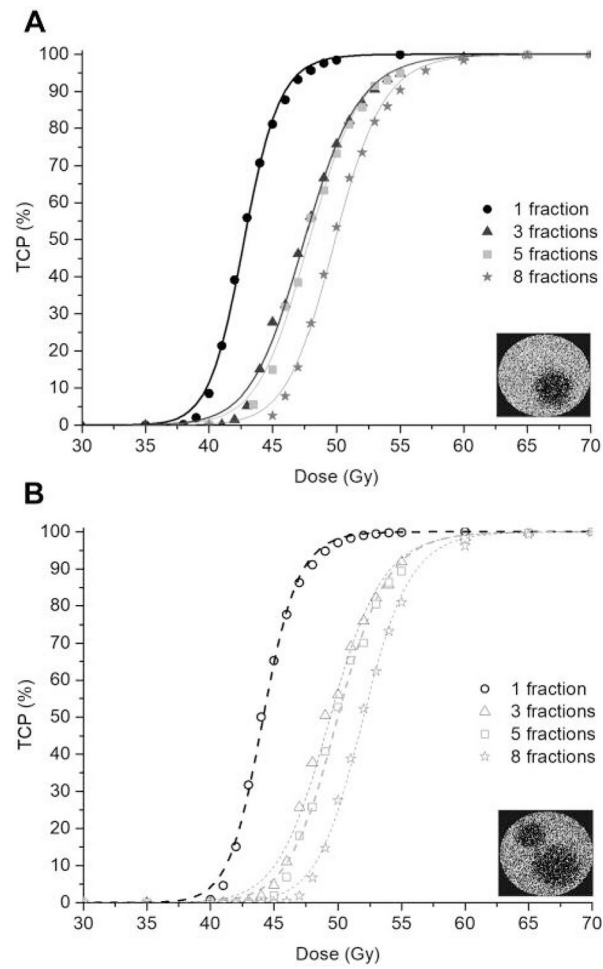 A
100
90
80
70
60
50
40
30
20
10
0
TCP (%)
1 fraction
3 fractions
5 fractions
8 fractions
30 35 40 45 50 55 60 65 70
Dose (Gy)
B
100
90
80
70
60
50
40
30
20
10
0
TCP (%)
1 fraction
3 fractions
5 fractions
8 fractions
30 35 40 45 50 55 60 65 70
Dose (Gy)